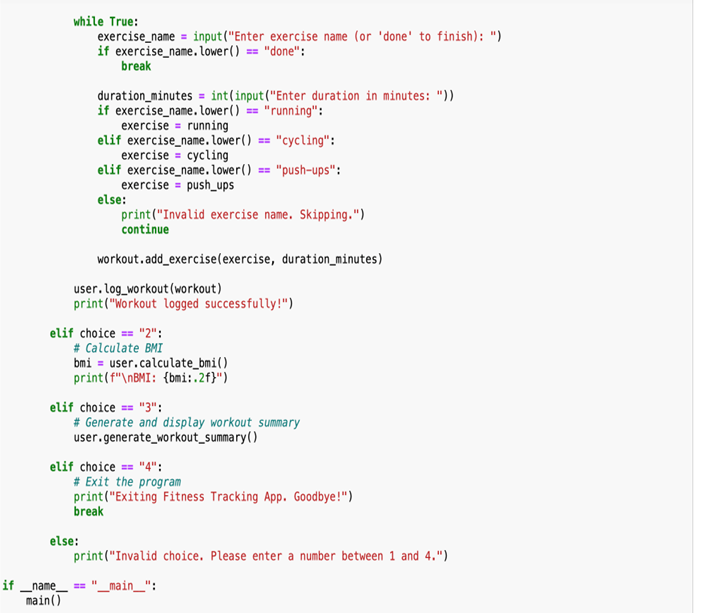 while True:
exercise_name = input("Enter exercise name (or 'done' to finish): ")
if exercise_name.lower() == "done":
break
duration_minutes = int(input("Enter duration in minutes: "))
if exercise_name.lower() == "running":
exercise = running
elif exercise_name.lower() == "cycling":
exercise = cycling
elif exercise_name.lower() == "push-ups":
exercise = push_ups
else:
print("Invalid exercise name. Skipping.")
continue
workout.add_exercise(exercise, duration_minutes)
user.log_workout(workout)
print("Workout logged successfully!")
elif choice == "2":
# Calculate BMI
bmi = user.calculate_bmi()
print(f"\nBMI: {bmi:.2f}")
elif choice == "3":
# Generate and display workout summary
user.generate_workout_summary()
elif choice == "4":
# Exit the program
print("Exiting Fitness Tracking App. Goodbye!")
break
else:
print("Invalid choice. Please enter a number between 1 and 4.")
if __name__ == "__main__":
main()